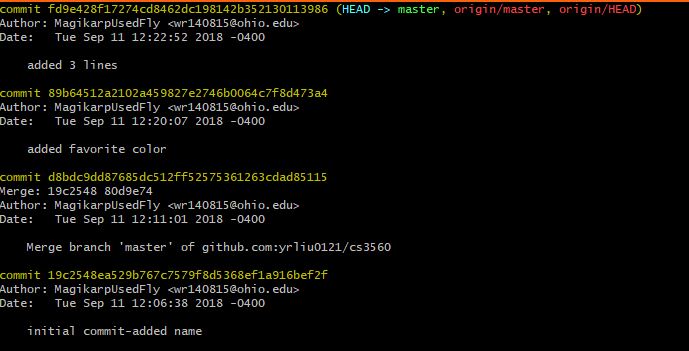 commit fd9e428f17274cd8462dc198142b352130113986 (HEAD -> master, origin/master, origin/HEAD)
Author: MagikarpUsedFly <wr140815@ohio.edu>
Date:   Tue Sep 11 12:22:52 2018 -0400
added 3 lines
commit 89b64512a2102a459827e2746b0064c7f8d473a4
Author: MagikarpUsedFly <wr140815@ohio.edu>
Date:   Tue Sep 11 12:20:07 2018 -0400
added favorite color
commit d8bdc9dd87685dc512ff52575361263cdad85115
Merge: 19c2548 80d9e74
Author: MagikarpUsedFly <wr140815@ohio.edu>
Date:   Tue Sep 11 12:11:01 2018 -0400
Merge branch 'master' of github.com:yrliu0121/cs3560
commit 19c2548ea529b767c7579f8d5368ef1a916bef2f
Author: MagikarpUsedFly <wr140815@ohio.edu>
Date:   Tue Sep 11 12:06:38 2018 -0400
initial commit-added name